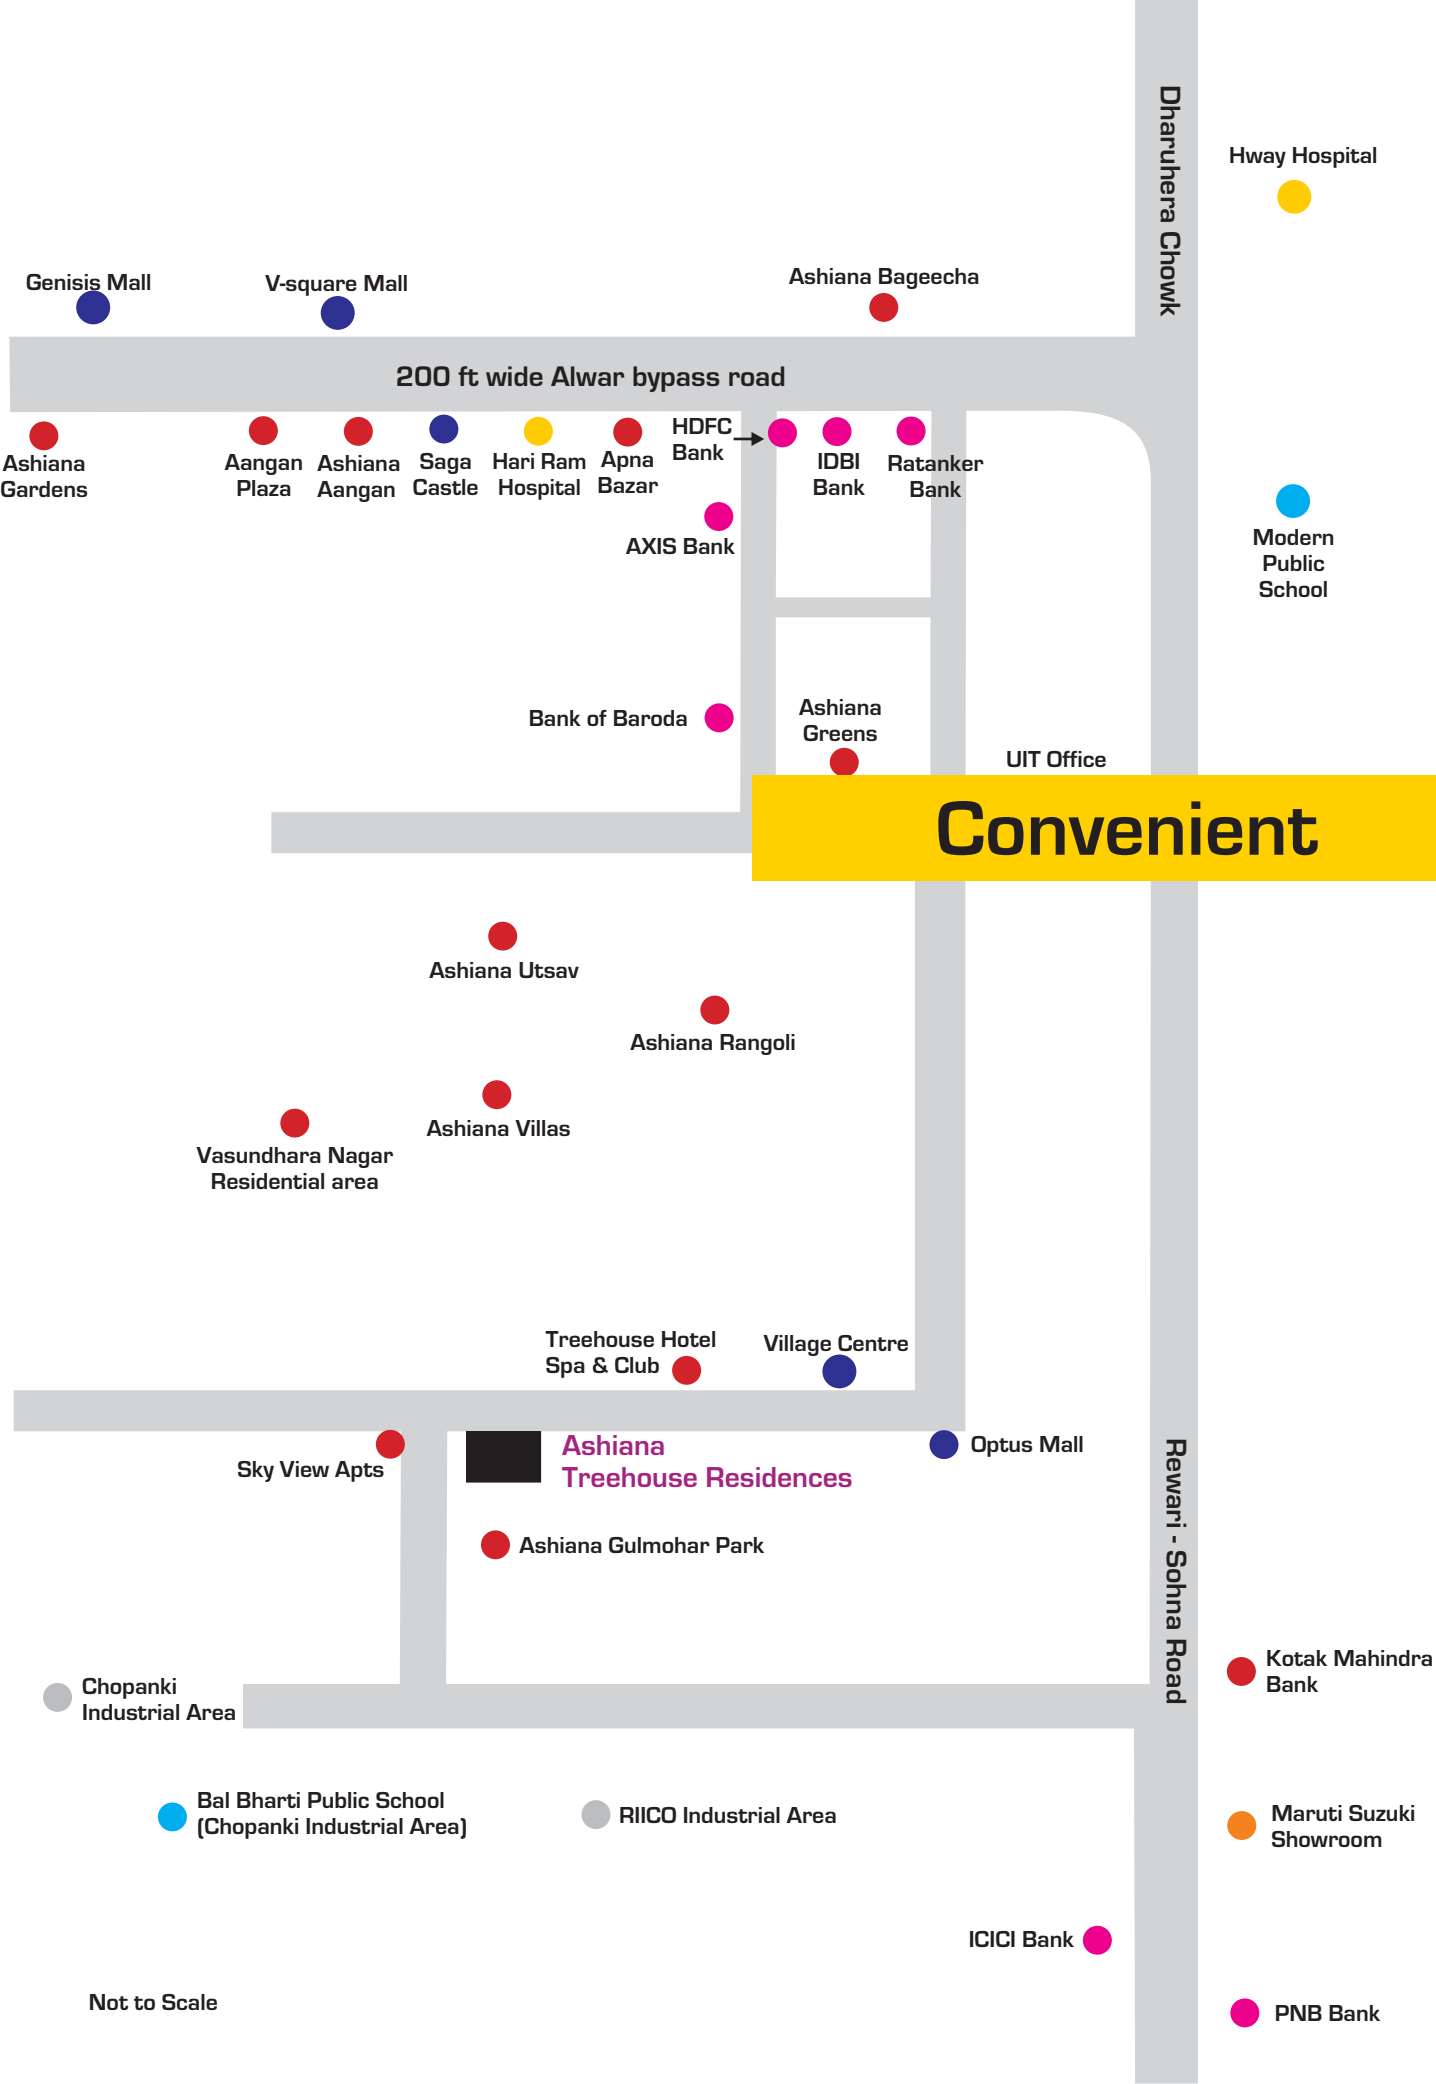 Dharuhera Chowk
Hway Hospital
Genisis Mall
V-square Mall
Ashiana Bageecha
200 ft wide Alwar bypass road
Ashiana
Gardens
Aangan
Plaza
Ashiana
Aangan
Saga
Castle
Hari Ram
Hospital
Apna
Bazar
HDFC
Bank
IDBI
Bank
Ratanker
Bank
AXIS Bank
Modern
Public
School
Bank of Baroda
Ashiana
Greens
UIT Office
Convenient
Ashiana Utsav
Ashiana Rangoli
Ashiana Villas
Vasundhara Nagar
Residential area
Treehouse Hotel
Spa & Club
Village Centre
Sky View Apts
Ashiana
Treehouse Residences
Optus Mall
Ashiana Gulmohar Park
Rewari - Sohna Road
Kotak Mahindra
Bank
Chopanki
Industrial Area
Bal Bharti Public School
(Chopanki Industrial Area)
RIICO Industrial Area
Maruti Suzuki
Showroom
ICICI Bank
Not to Scale
PNB Bank